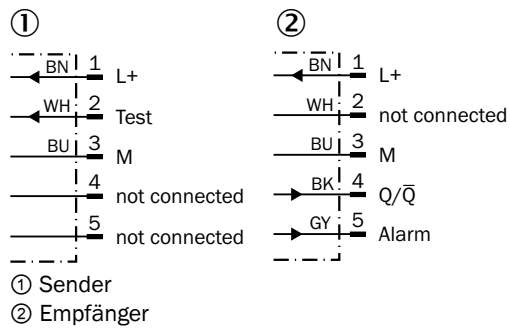 ①
BN 1 L+
WH 2 Test
BU 3 M
4 not connected
5 not connected
②
BN 1 L+
WH 2 not connected
BU 3 M
BK 4 Q/Q̅
GY 5 Alarm
① Sender
② Empfänger